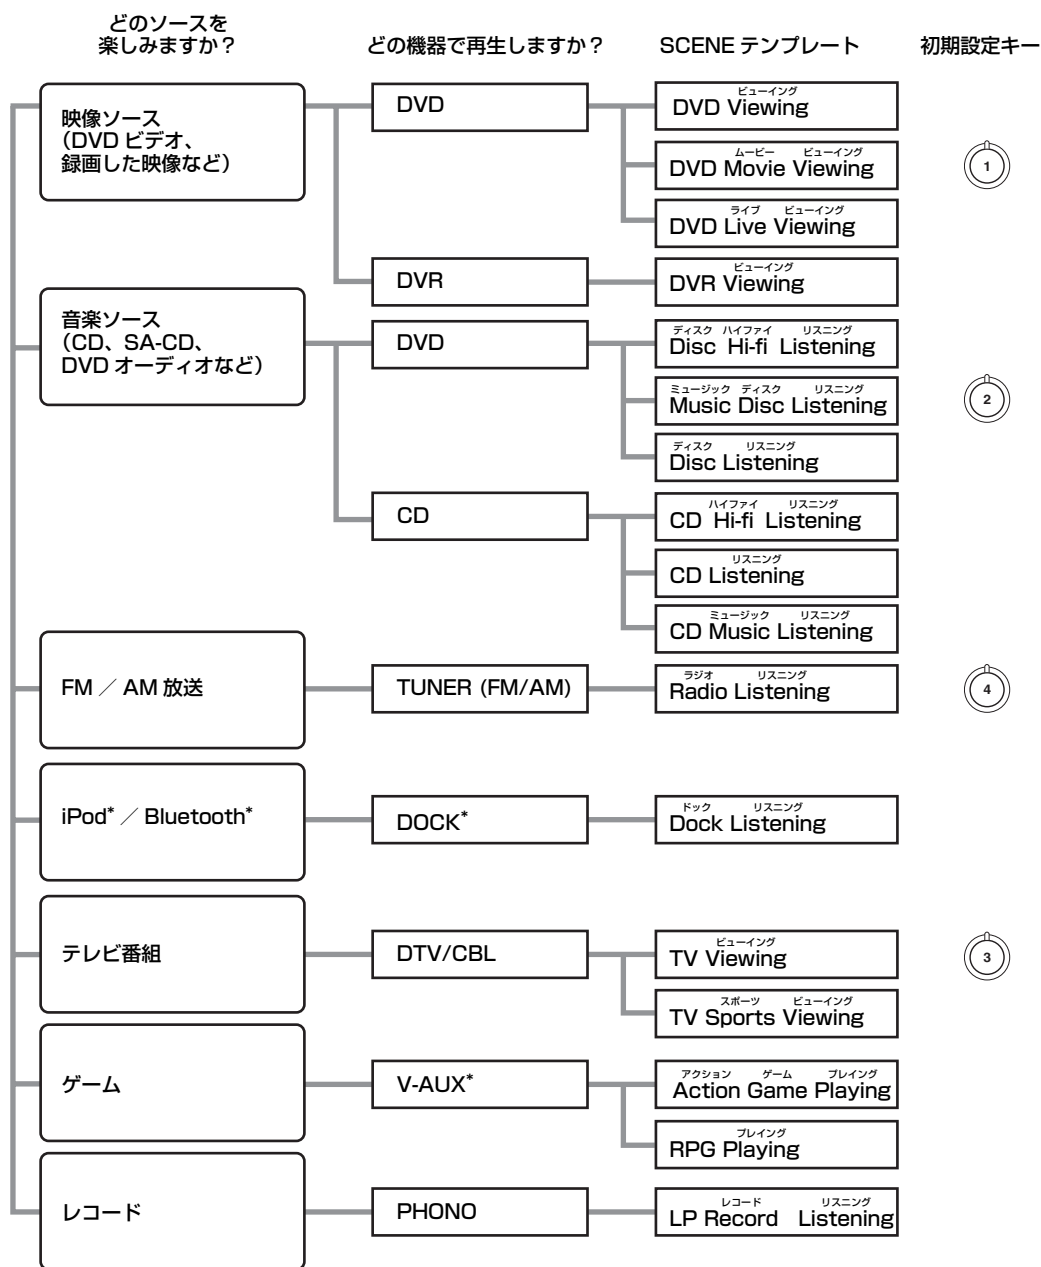 どのソースを
楽しみますか？
どの機器で再生しますか？
SCENE テンプレート
初期設定キー
映像ソース
（DVD ビデオ、
録画した映像など）
DVD
ビューイング
DVD Viewing
ムービー ビューイング
DVD Movie Viewing
1
ライブ ビューイング
DVD Live Viewing
DVR
ビューイング
DVR Viewing
音楽ソース
（CD、SA-CD、
DVD オーディオなど）
DVD
ディスク ハイファイ リスニング
Disc Hi-fi Listening
ミュージック ディスク リスニング
Music Disc Listening
2
ディスク リスニング
Disc Listening
CD
ハイファイ リスニング
CD Hi-fi Listening
リスニング
CD Listening
ミュージック リスニング
CD Music Listening
FM ／ AM 放送
TUNER (FM/AM)
ラジオ リスニング
Radio Listening
4
iPod* ／ Bluetooth*
DOCK*
ドック リスニング
Dock Listening
テレビ番組
DTV/CBL
ビューイング
TV Viewing
3
スポーツ ビューイング
TV Sports Viewing
ゲーム
V-AUX*
アクション ゲーム プレイング
Action Game Playing
プレイング
RPG Playing
レコード
PHONO
レコード リスニング
LP Record Listening